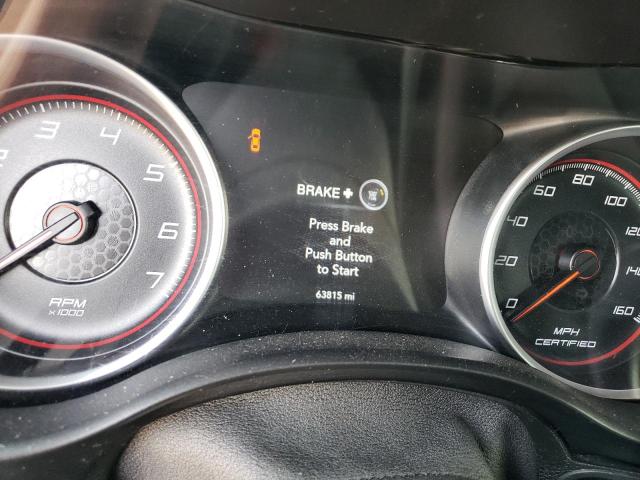 3 4 5 6 7
RPM
x1000
BRAKE +
Press Brake
and
Push Button
to Start
63815 mi
0 20 40 60 80 100 120 140 160
MPH
CERTIFIED